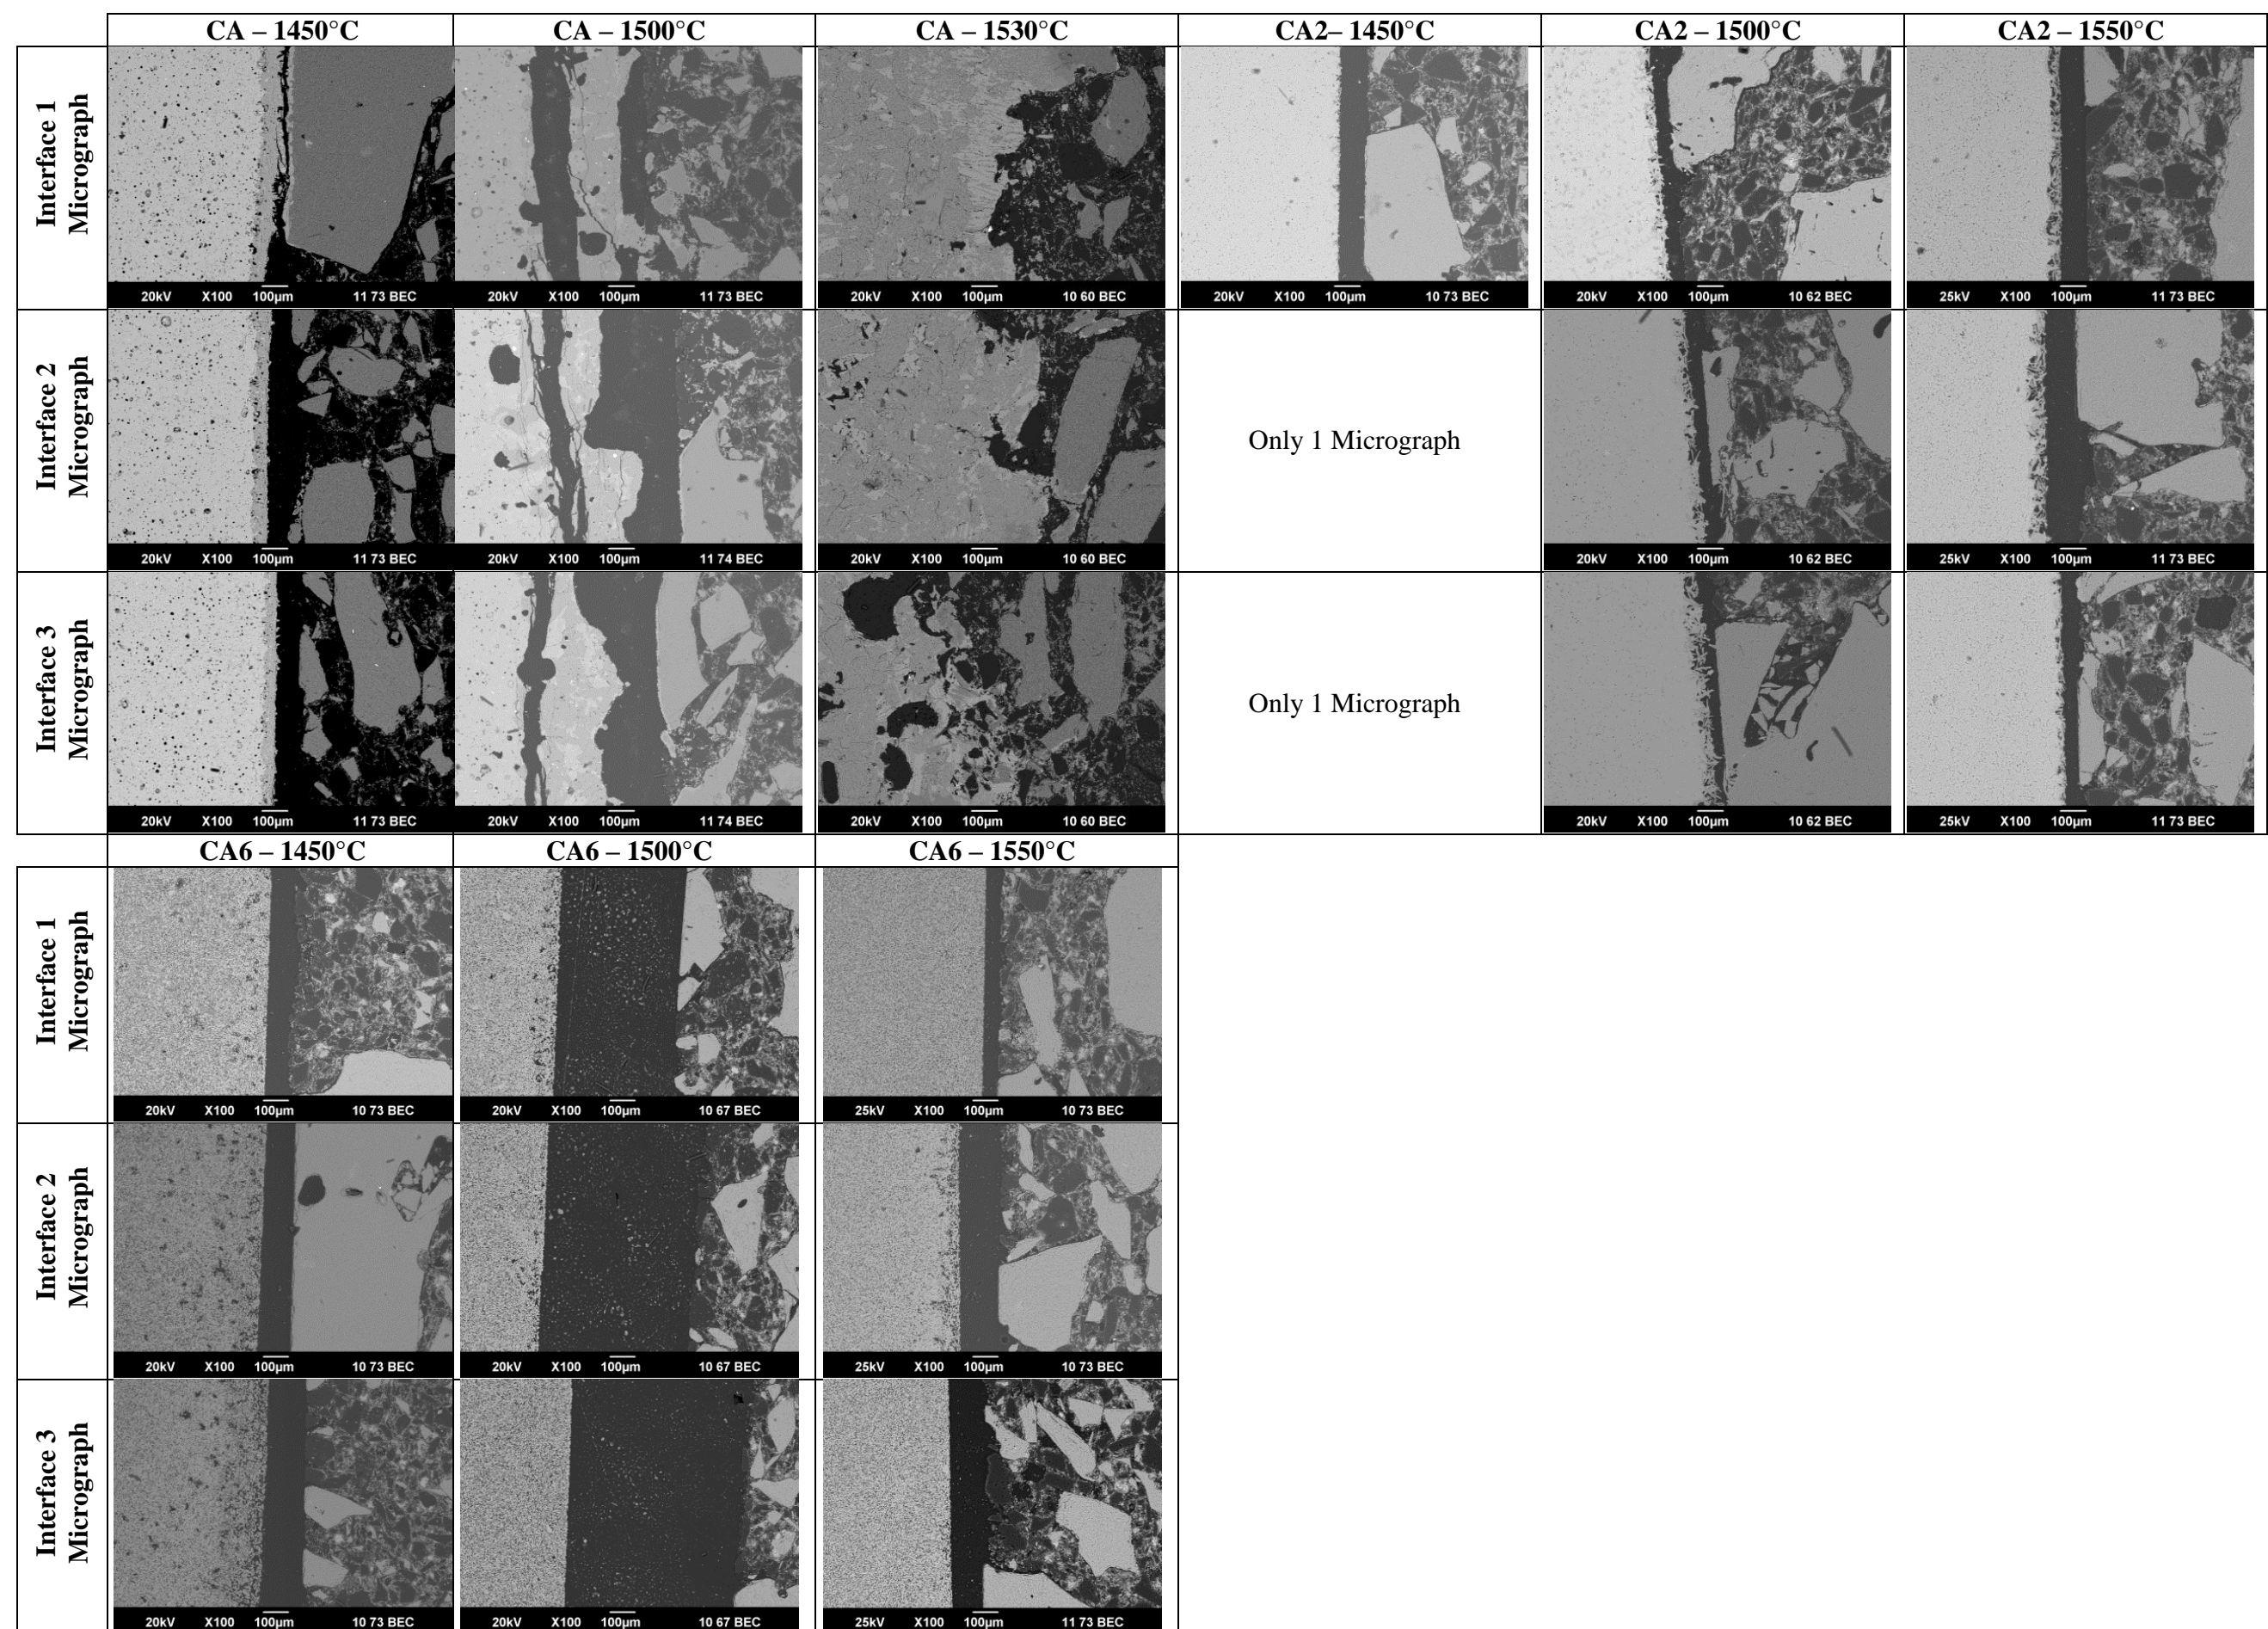 CA – 1450°C CA – 1500°C CA – 1530°C CA2– 1450°C CA2 – 1500°C CA2 – 1550°C
Interface 1
Micrograph
20kV X100 100µm 11 73 BEC
20kV X100 100µm 11 73 BEC
20kV X100 100µm 10 60 BEC
20kV X100 100µm 10 73 BEC
20kV X100 100µm 10 62 BEC
25kV X100 100µm 11 73 BEC
Interface 2
Micrograph
20kV X100 100µm 11 73 BEC
20kV X100 100µm 11 74 BEC
20kV X100 100µm 10 60 BEC
Only 1 Micrograph
20kV X100 100µm 10 62 BEC
25kV X100 100µm 11 73 BEC
Interface 3
Micrograph
20kV X100 100µm 11 73 BEC
20kV X100 100µm 11 74 BEC
20kV X100 100µm 10 60 BEC
Only 1 Micrograph
20kV X100 100µm 10 62 BEC
25kV X100 100µm 11 73 BEC
CA6 – 1450°C CA6 – 1500°C CA6 – 1550°C
Interface 1
Micrograph
20kV X100 100µm 10 73 BEC
20kV X100 100µm 10 67 BEC
25kV X100 100µm 10 73 BEC
Interface 2
Micrograph
20kV X100 100µm 10 73 BEC
20kV X100 100µm 10 67 BEC
25kV X100 100µm 10 73 BEC
Interface 3
Micrograph
20kV X100 100µm 10 73 BEC
20kV X100 100µm 10 67 BEC
25kV X100 100µm 11 73 BEC